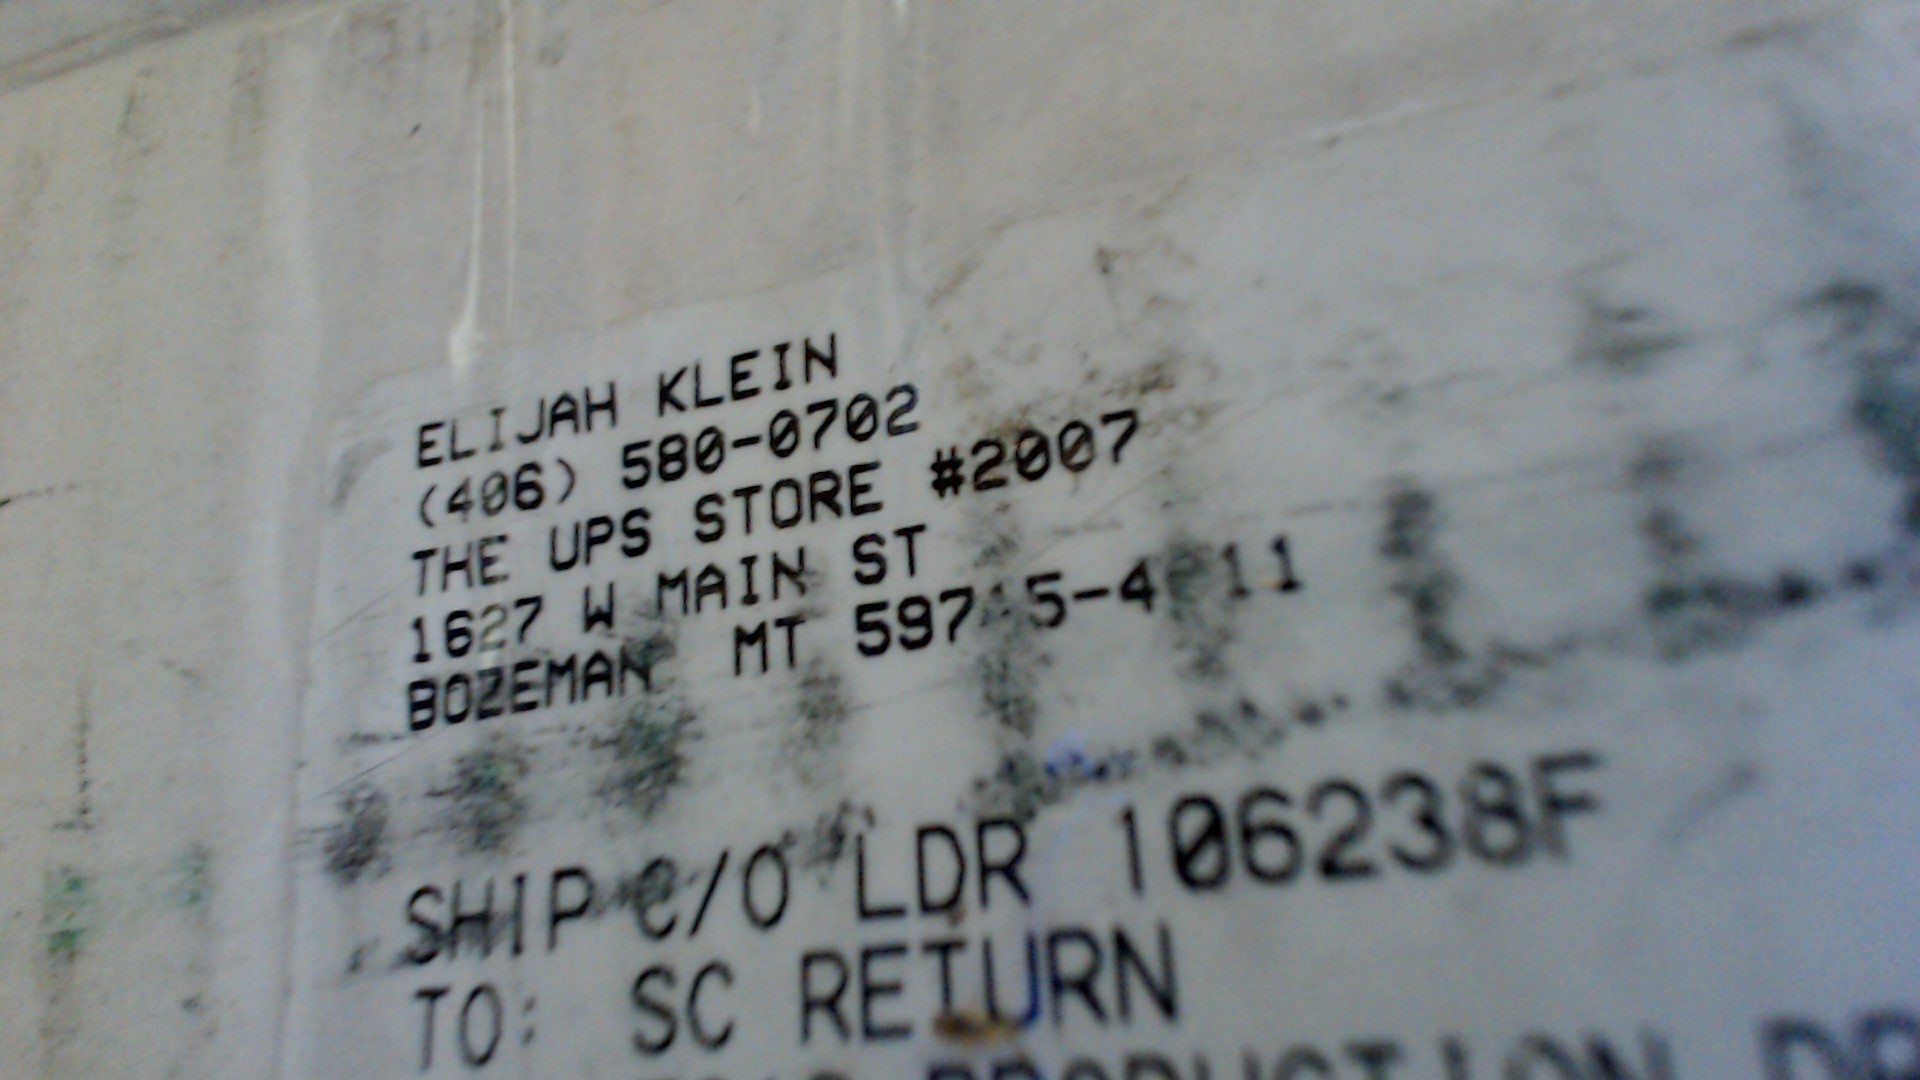 ELIJAH KLEIN
(406) 580-0702
THE UPS STORE #2007
1627 W MAIN ST
BOZEMAN MT
SHIP C/O LDR 106238F
TO: SC RETURN
PRODUCTION